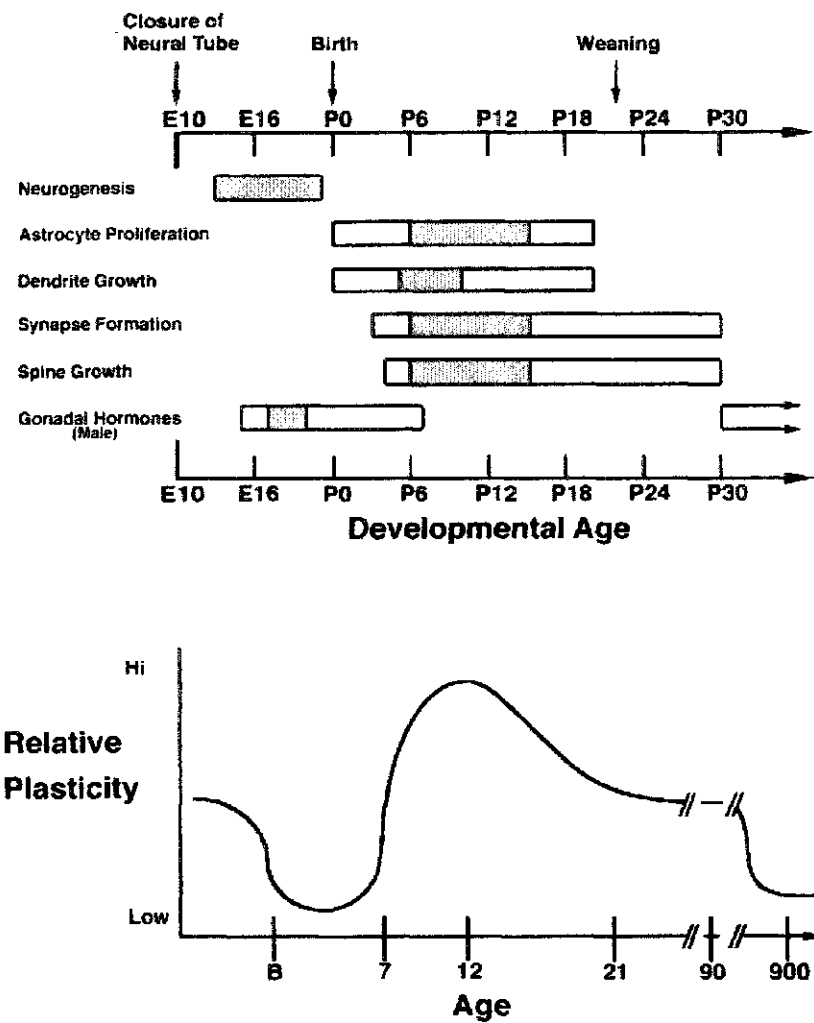 Closure of
Neural Tube Birth Weaning
E10 E16 P0 P6 P12 P18 P24 P30
Neurogenesis
Astrocyte Proliferation
Dendrite Growth
Synapse Formation
Spine Growth
Gonadal Hormones
(Male)
E10 E16 P0 P6 P12 P18 P24 P30
Developmental Age
Hi
Relative
Plasticity
Low
B 7 12 21 90 900
Age